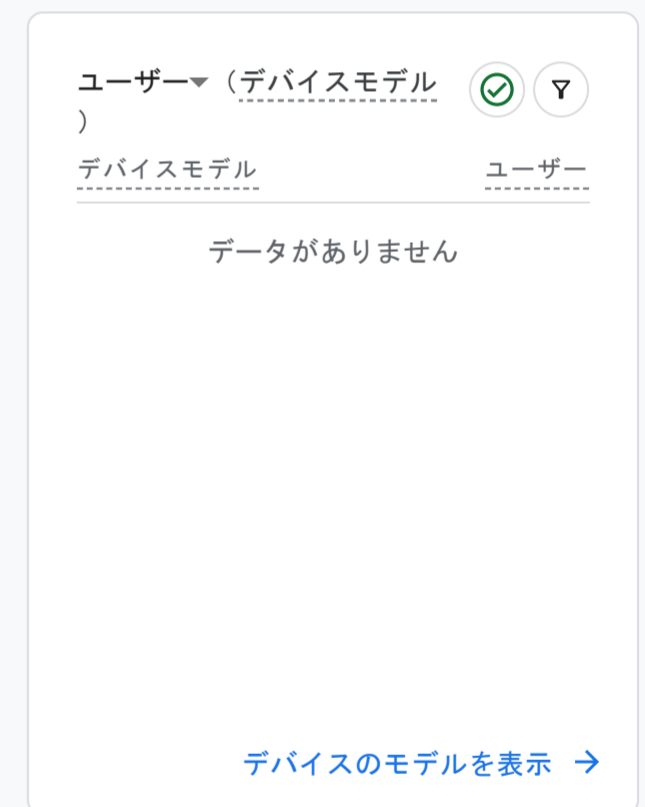 ユーザー（デバイスモデル
）
デバイスモデル ユーザー
データがありません
デバイスのモデルを表示